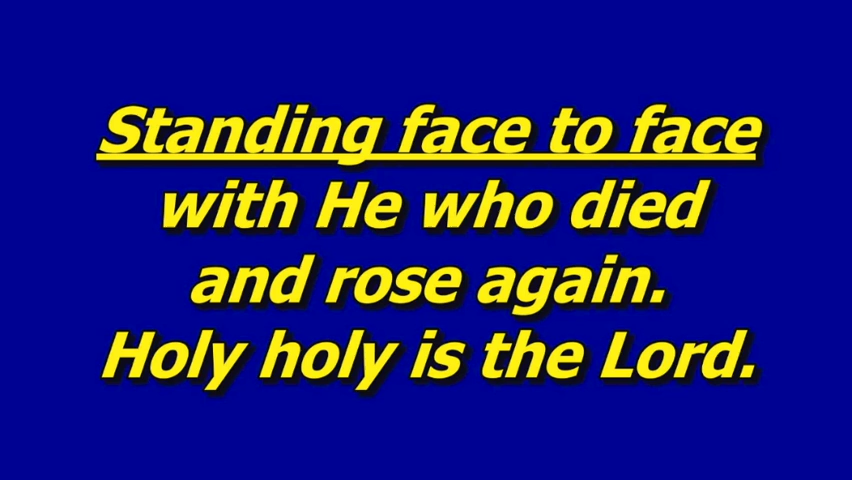 Standing face to face
with He who died
and rose again.
Holy holy is the Lord.